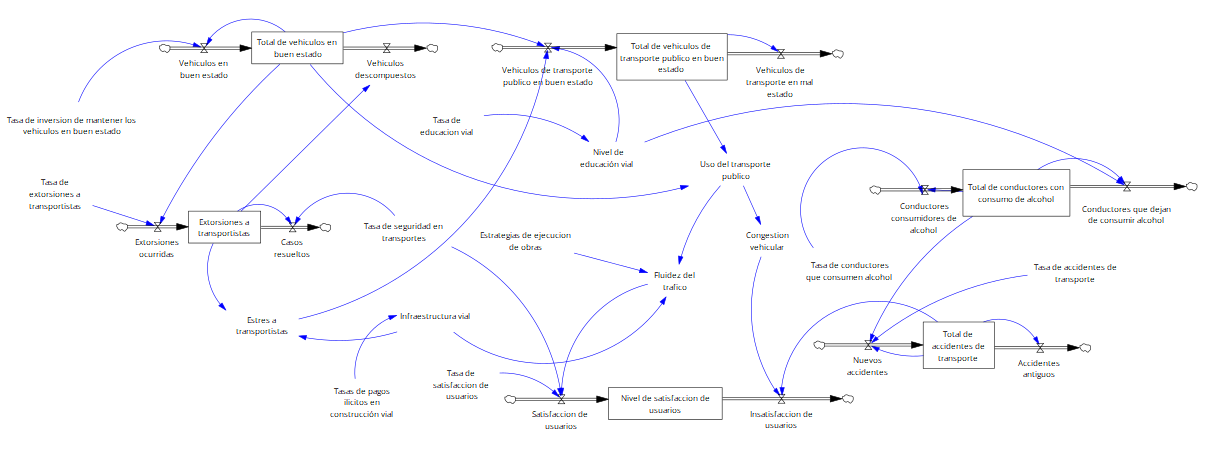 Total de vehiculos en
buen estado
Vehiculos en
buen estado
Vehiculos
descompuestos
Total de vehiculos de
transporte publico en buen
estado
Vehiculos de transporte
publico en buen estado
Vehiculos de
transporte en mal
estado
Tasa de inversion de mantener los
vehiculos en buen estado
Tasa de
educacion vial
Nivel de
educación vial
Uso del transporte
publico
Tasa de
extorsiones a
transportistas
Extorsiones a
transportistas
Extorsiones
ocurridas
Casos
resueltos
Tasa de seguridad en
transportes
Estrategias de ejecucion
de obras
Congestion
vehicular
Total de conductores con
consumo de alcohol
Conductores
consumidores de
alcohol
Conductores que dejan
de consumir alcohol
Tasa de conductores
que consumen alcohol
Tasa de accidentes de
transporte
Fluidez del
trafico
Estres a
transportistas
Infraestructura vial
Total de
accidentes de
transporte
Nuevos
accidentes
Accidentes
antiguos
Tasas de pagos
ilicitos en
construcción vial
Tasa de
satisfaccion de
usuarios
Nivel de satisfaccion de
usuarios
Satisfaccion de
usuarios
Insatisfaccion de
usuarios